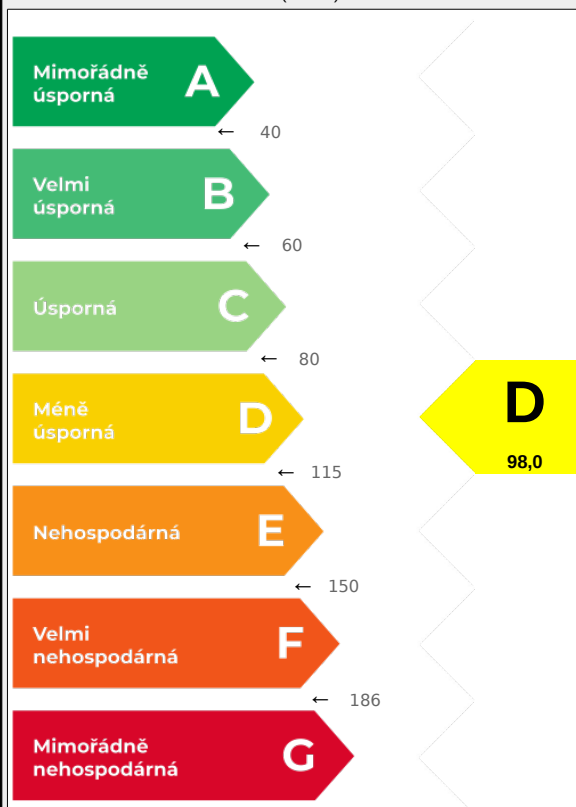 Mimořádně
úsporná
A
← 40
Velmi
úsporná
B
← 60
Úsporná C
← 80
Méně
úsporná
D
D
98,0
← 115
Nehospodárná E
← 150
Velmi
nehospodárná
F
← 186
Mimořádně
nehospodárná
G